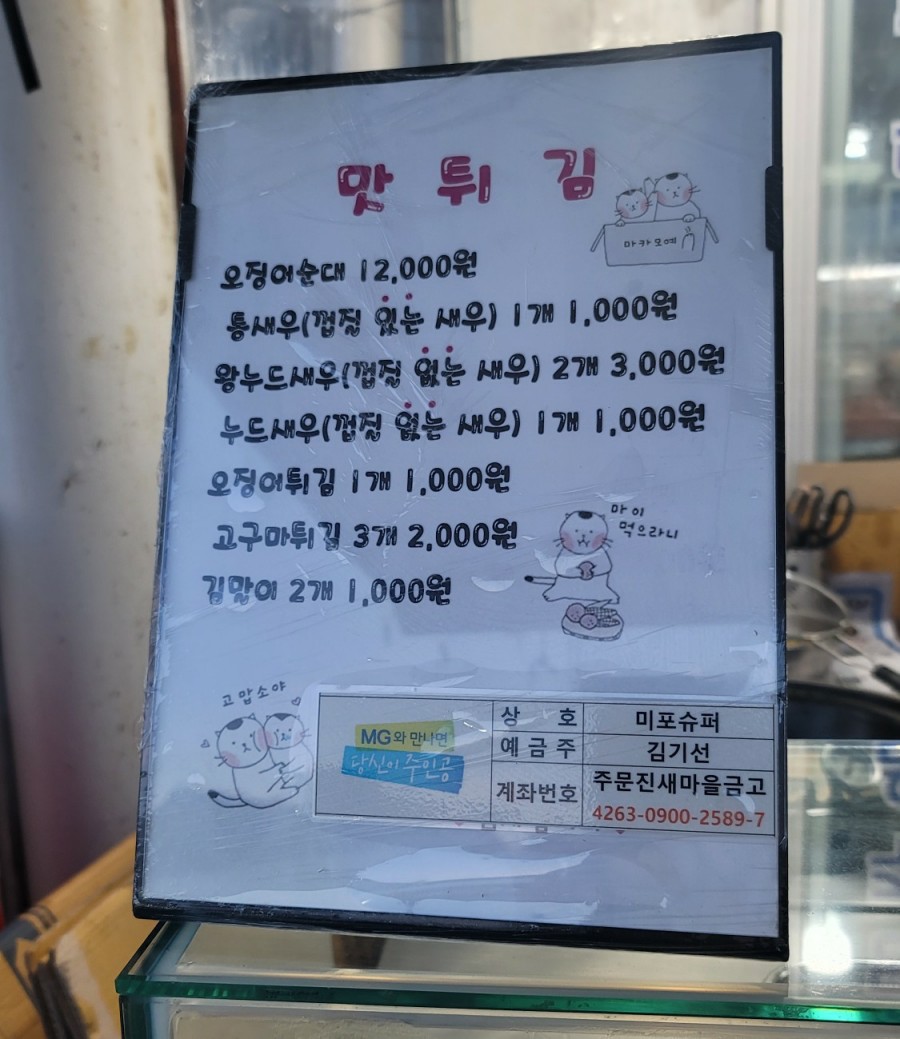 맛 튀 김
마카오예
오징어순대 12,000원
통새우(껍질 있는 새우) 1개 1,000원
왕누드새우(껍질 없는 새우) 2개 3,000원
누드새우(껍질 없는 새우) 1개 1,000원
오징어튀김 1개 1,000원
고구마튀김 3개 2,000원
김말이 2개 1,000원
마이
먹으라니
고맙소야
MG와 만나면
당신이 주인공
상 호 미포슈퍼
예금주 김기선
계좌번호 주문진새마을금고
4263-0900-2589-7